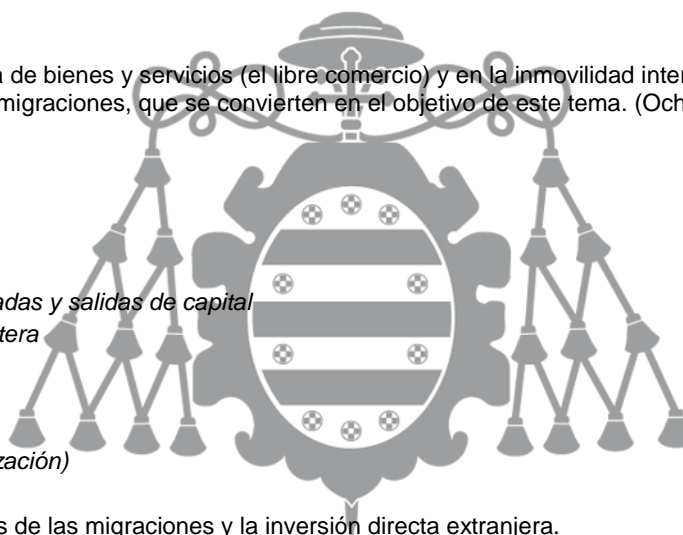 de bienes y servicios (el libre comercio) y en la inmovilidad
migraciones, que se convierten en el objetivo de este tema. (Och
adas y salidas de capital
tera
zación)
s de las migraciones y la inversión directa extranjera.